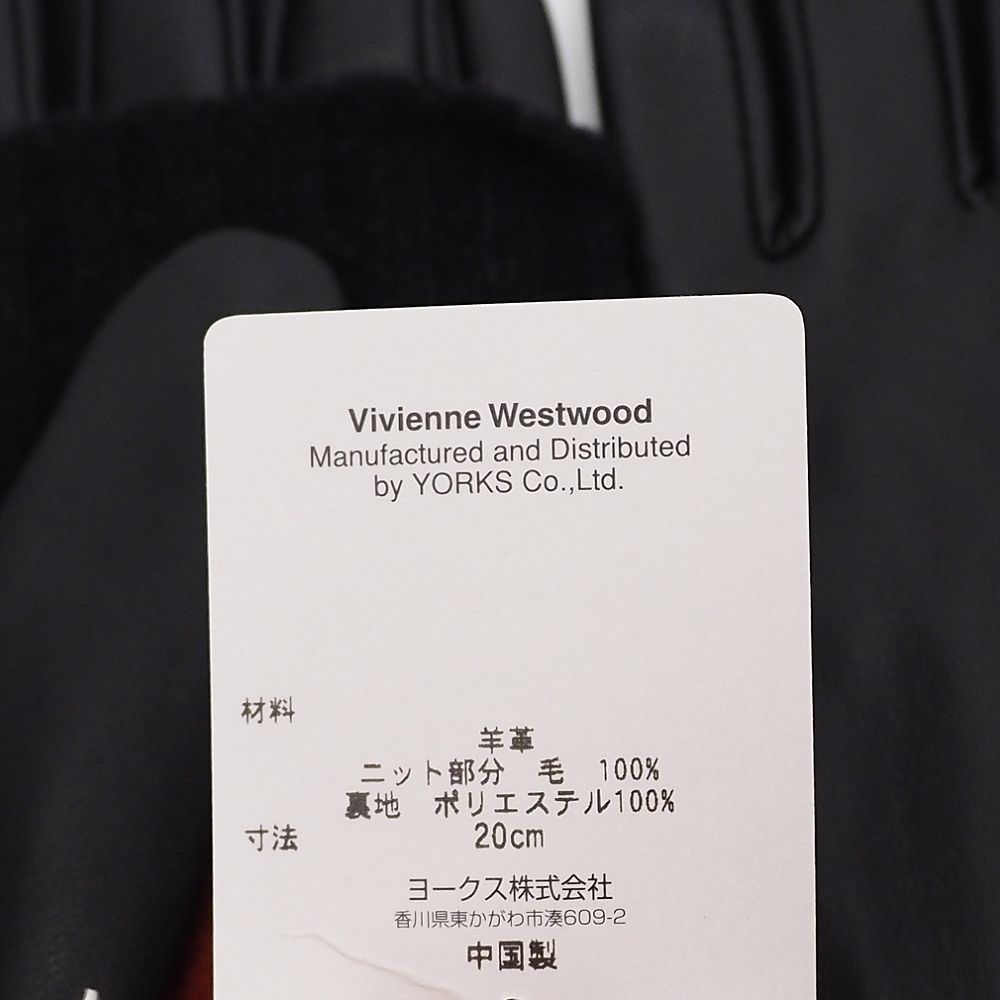 Vivienne Westwood
Manufactured and Distributed
by YORKS Co.,Ltd.
材料
羊革
ニット部分 毛 100%
裏地 ポリエステル100%
寸法 20cm
ヨークス株式会社
香川県東かがわ市湊609-2
中国製